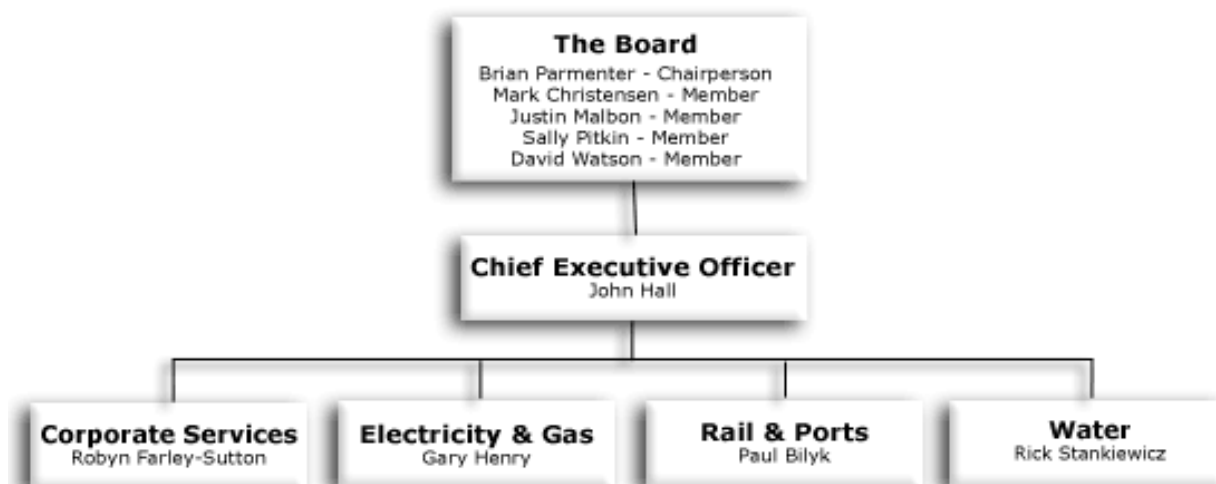 The Board
Brian Parmenter - Chairperson
Mark Christensen - Member
Justin Malbon - Member
Sally Pitkin - Member
David Watson - Member
Chief Executive Officer
John Hall
Corporate Services
Robyn Farley-Sutton
Electricity & Gas
Gary Henry
Rail & Ports
Paul Bilyk
Water
Rick Stankiewicz